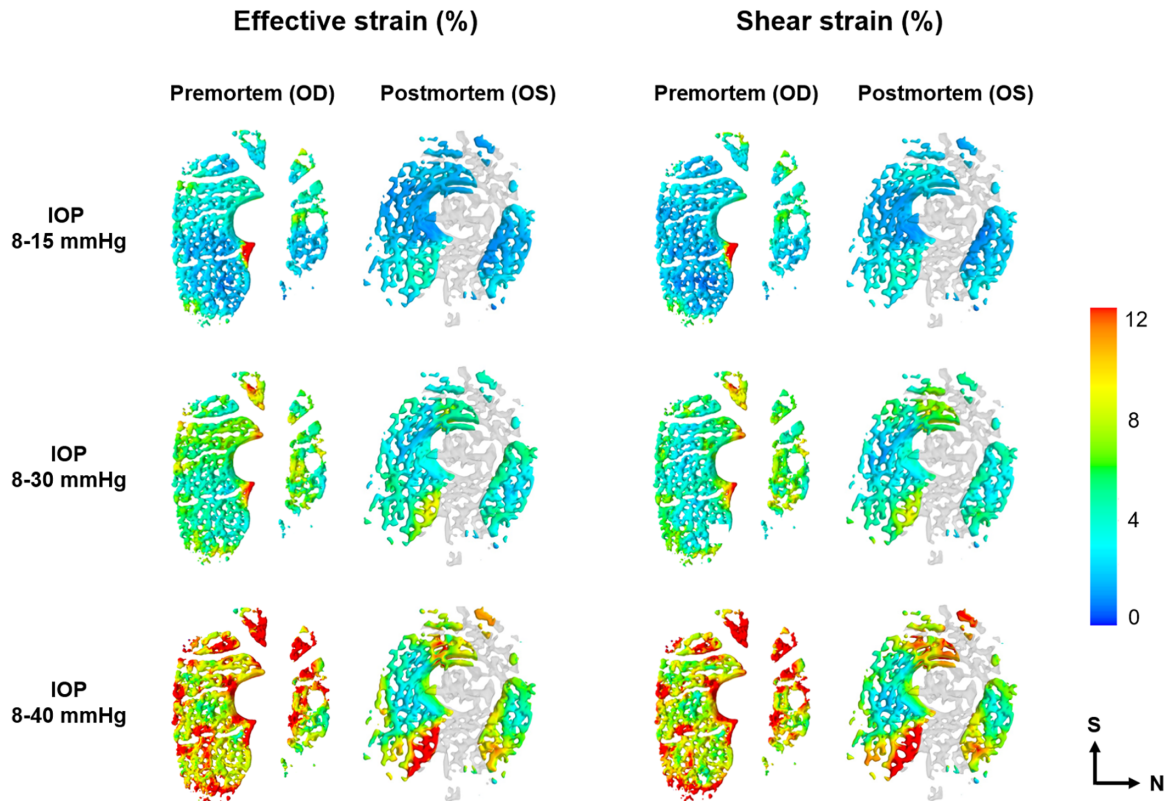 Effective strain (%)
Shear strain (%)
Premortem (OD)
Postmortem (OS)
Premortem (OD)
Postmortem (OS)
IOP
8-15 mmHg
IOP
8-30 mmHg
IOP
8-40 mmHg
12
8
4
0
S
N